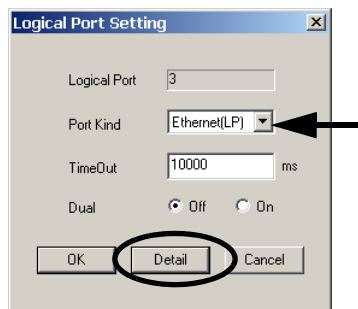 Logical Port Setting
Logical Port 3
Port Kind Ethernet(LP)
TimeOut 10000 ms
Dual Off On
OK Detail Cancel